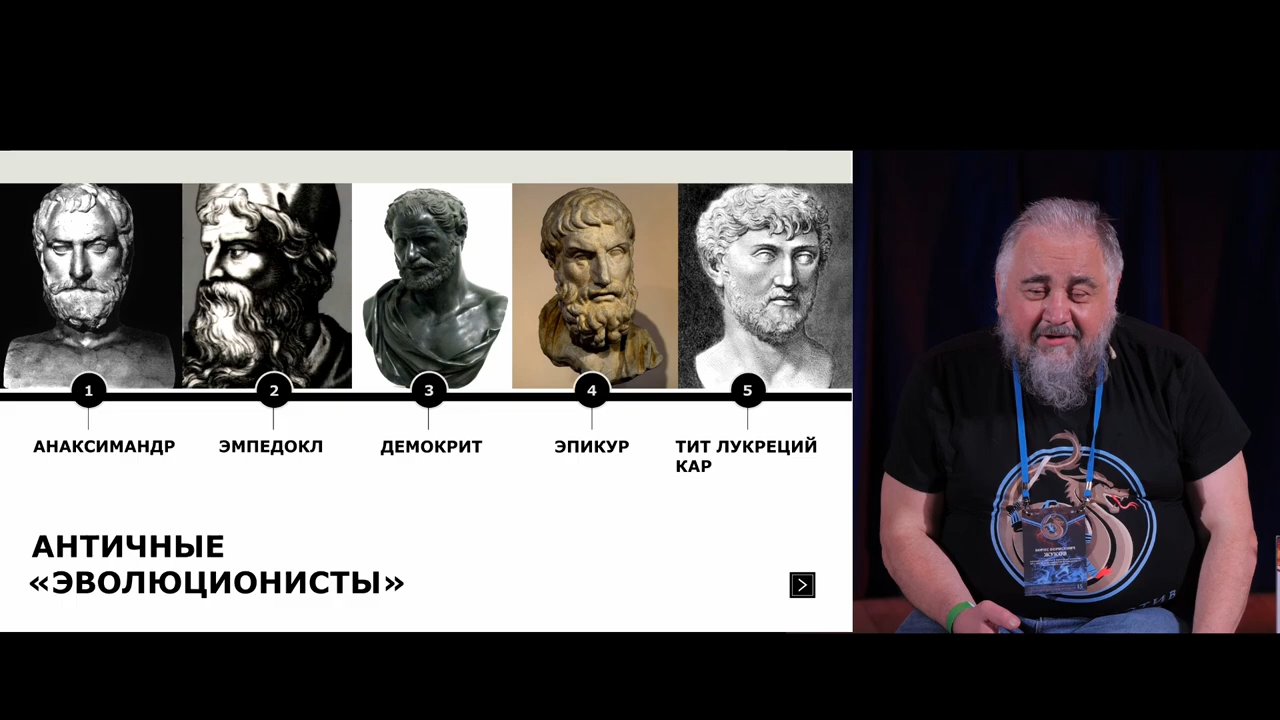 1
2
3
4
5
АНАКСИМАНДР
ЭМПЕДОКЛ
ДЕМОКРИТ
ЭПИКУР
ТИТ ЛУКРЕЦИЙ
КАР
АНТИЧНЫЕ
«ЭВОЛЮЦИОНИСТЫ»